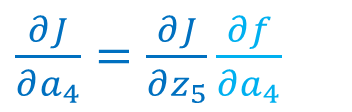 ∂J/∂a₄ = ∂J/∂z₅ ∂f/∂a₄